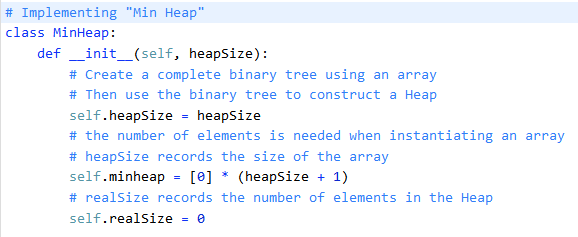 # Implementing "Min Heap"
class MinHeap:
    def __init__(self, heapSize):
        # Create a complete binary tree using an array
        # Then use the binary tree to construct a Heap
        self.heapSize = heapSize
        # the number of elements is needed when instantiating an array
        # heapSize records the size of the array
        self.minheap = [0] * (heapSize + 1)
        # realSize records the number of elements in the Heap
        self.realSize = 0